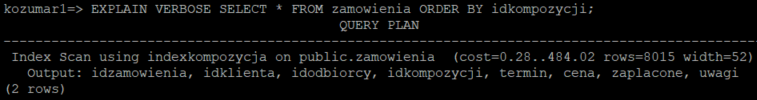 kozumar1=> EXPLAIN VERBOSE SELECT * FROM zamowienia ORDER BY idkompozycji;
QUERY PLAN
--------------------------------------------------------------------------------------------
Index Scan using indexkompozycja on public.zamowienia  (cost=0.28..484.02 rows=8015 width=52)
Output: idzamowienia, idklienta, idodbiorcy, idkompozycji, termin, cena, zaplacone, uwagi
(2 rows)